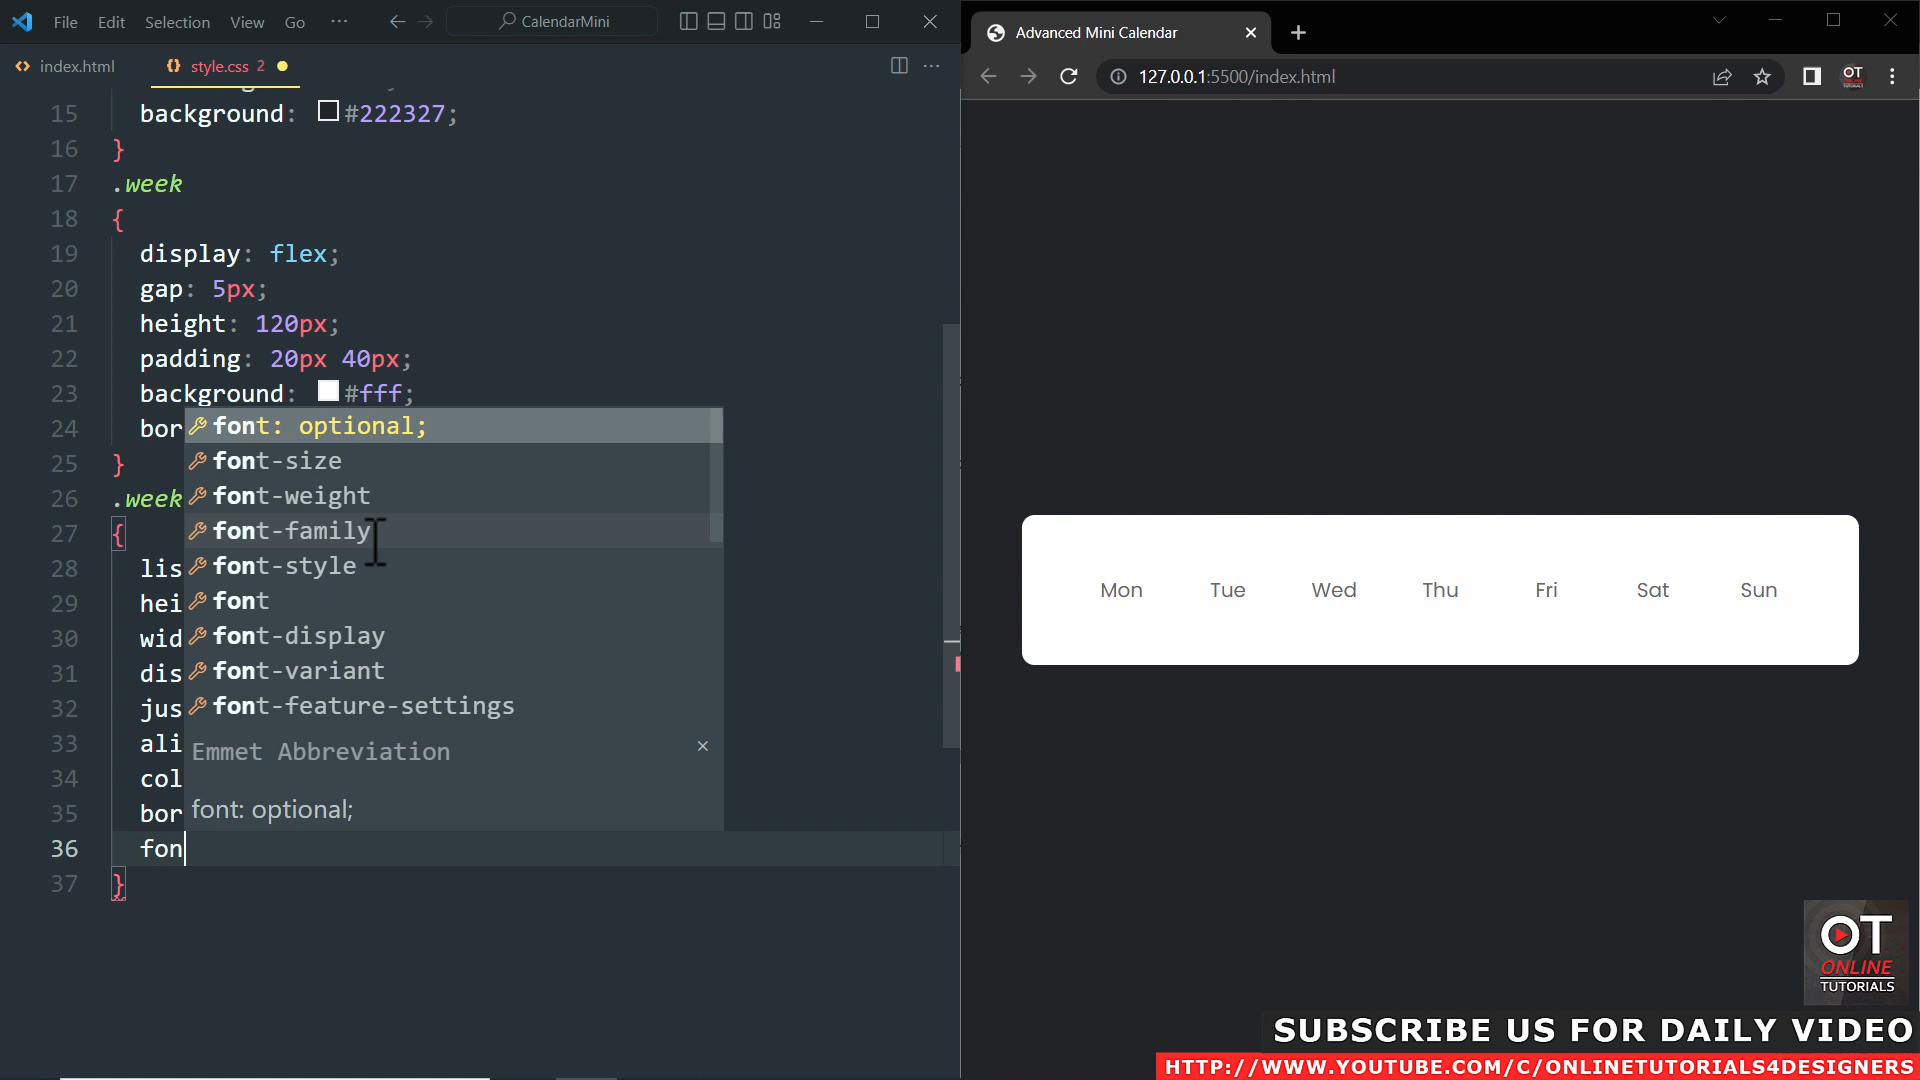 File Edit Selection View Go ··· CalendarMini
index.html style.css 2
15 background: #222327;
16 }
17 .week
18 {
19 display: flex;
20 gap: 5px;
21 height: 120px;
22 padding: 20px 40px;
23 background: #fff;
24 bor
25 }
26 .week
27 {
28 lis
29 hei
30 wid
31 dis
32 jus
33 ali
34 col
35 bor
36 fon
37 }
font: optional;
font-size
font-weight
font-family
font-style
font
font-display
font-variant
font-feature-settings
Emmet Abbreviation
font: optional;
Advanced Mini Calendar
127.0.0.1:5500/index.html
Mon Tue Wed Thu Fri Sat Sun
OT
ONLINE
TUTORIALS
SUBSCRIBE US FOR DAILY VIDEO
HTTP://WWW.YOUTUBE.COM/C/ONLINETUTORIALS4DESIGNERS